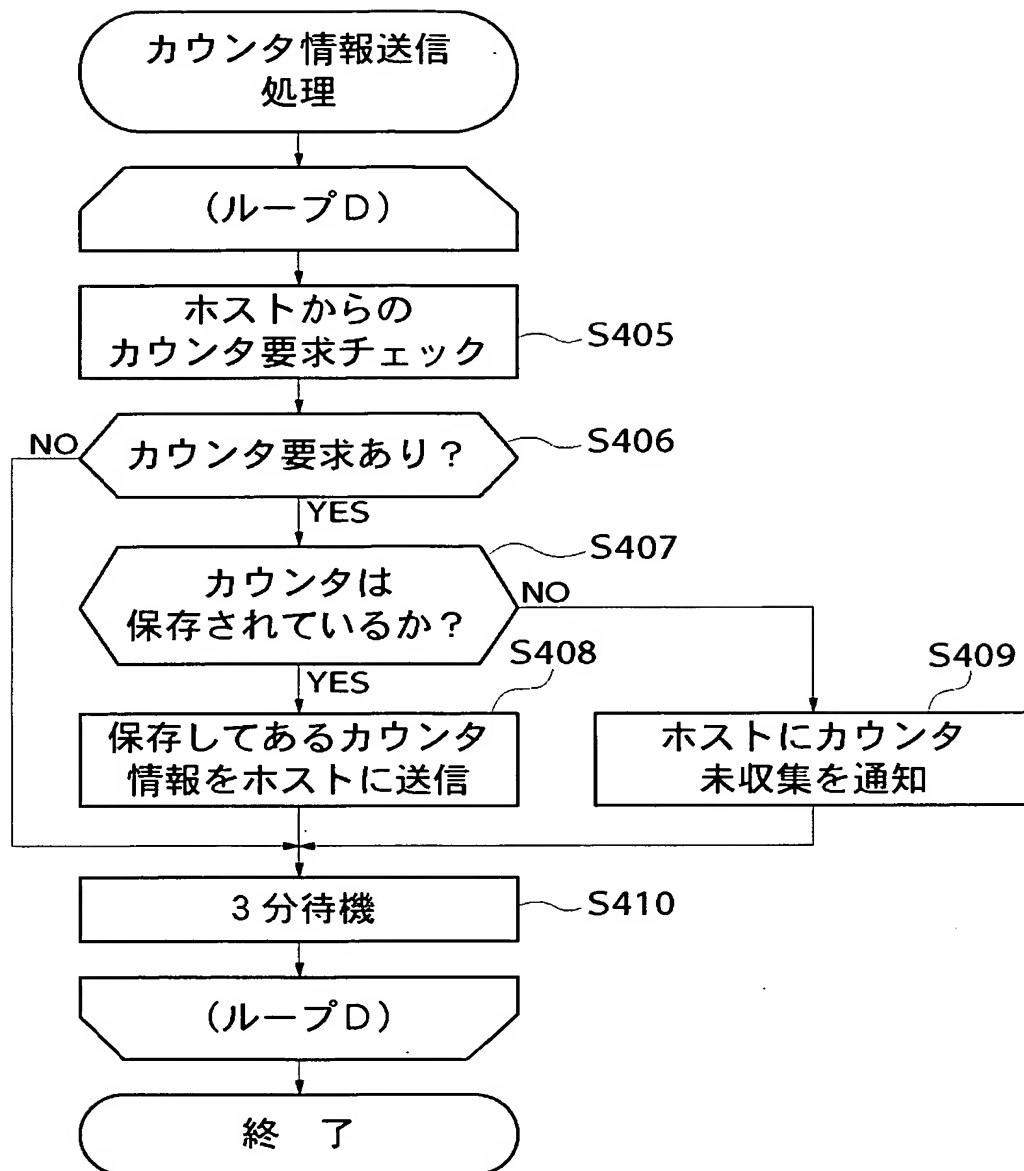 カウンタ情報送信
処理
(ループD)
ホストからの
カウンタ要求チェック
S405
カウンタ要求あり?
S406
NO
YES
カウンタは
保存されているか?
S407
NO
YES
保存してあるカウンタ
情報をホストに送信
S408
ホストにカウンタ
未収集を通知
S409
3分待機
S410
(ループD)
終 了